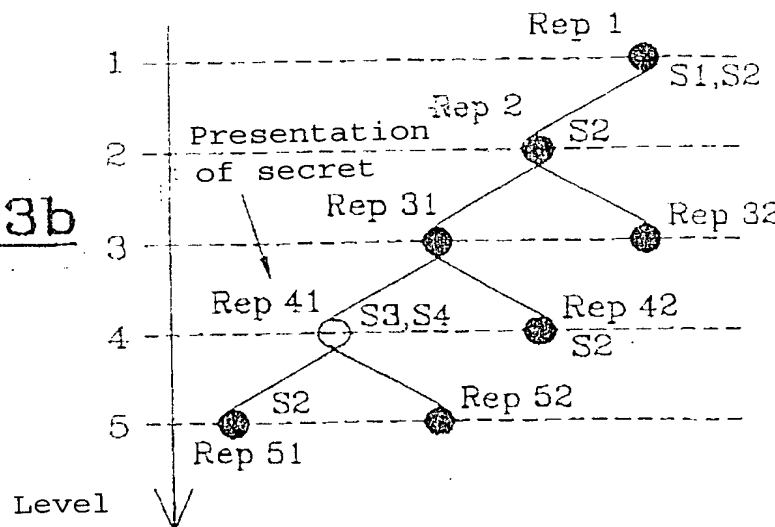 Rep 1
1
S1,S2
Rep 2
S2
Presentation
of secret
2
3b
Rep 31
Rep 32
3
Rep 41
S3,S4
Rep 42
4
S2
S2
Rep 52
5
Rep 51
Level